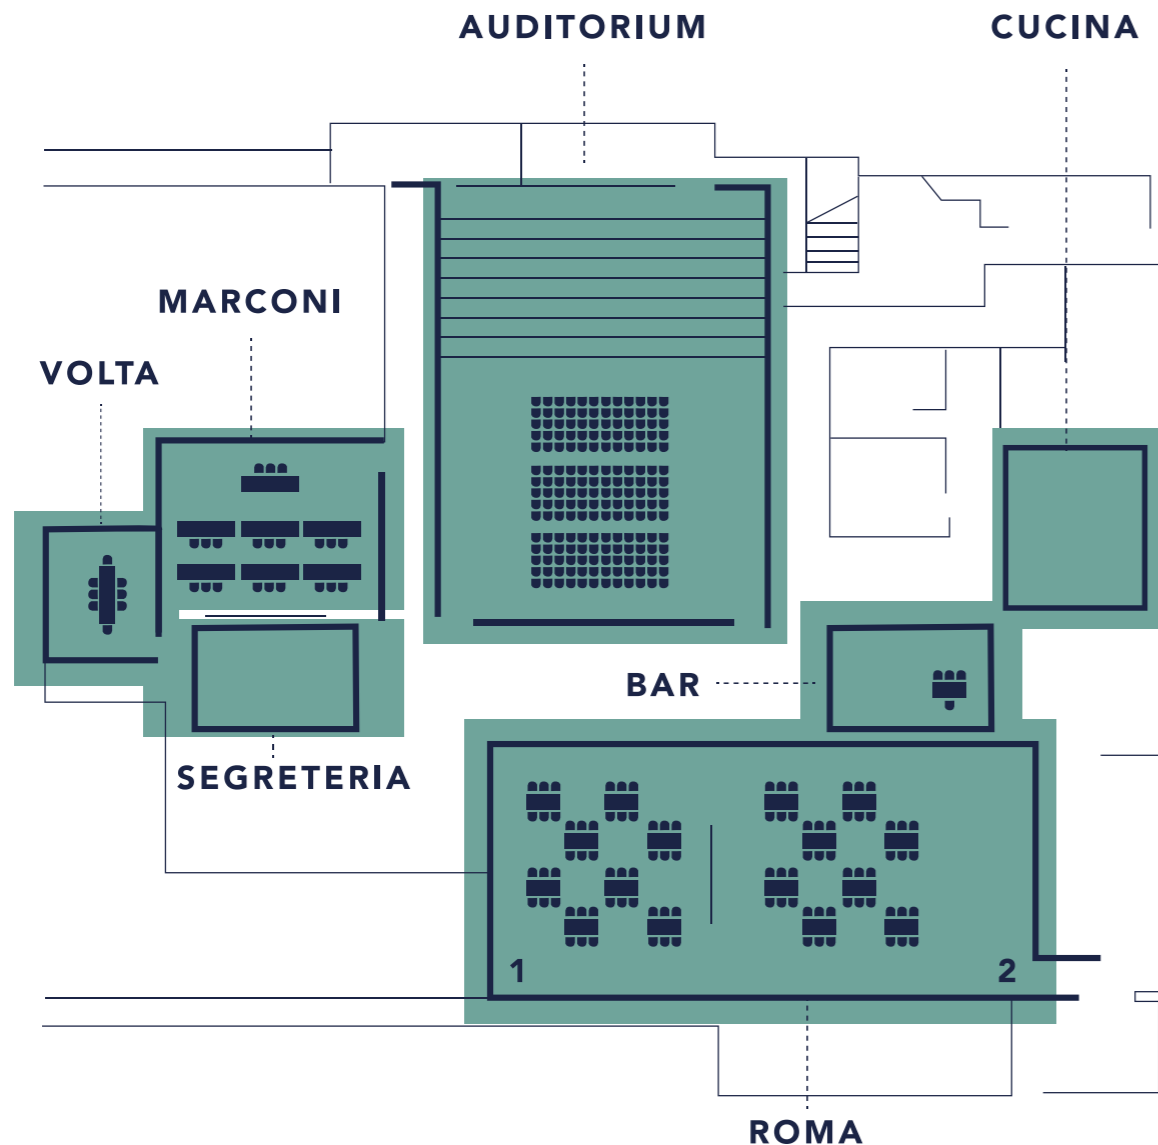 AUDITORIUM
CUCINA
MARCONI
VOLTA
BAR
SEGRETERIA
1
2
ROMA